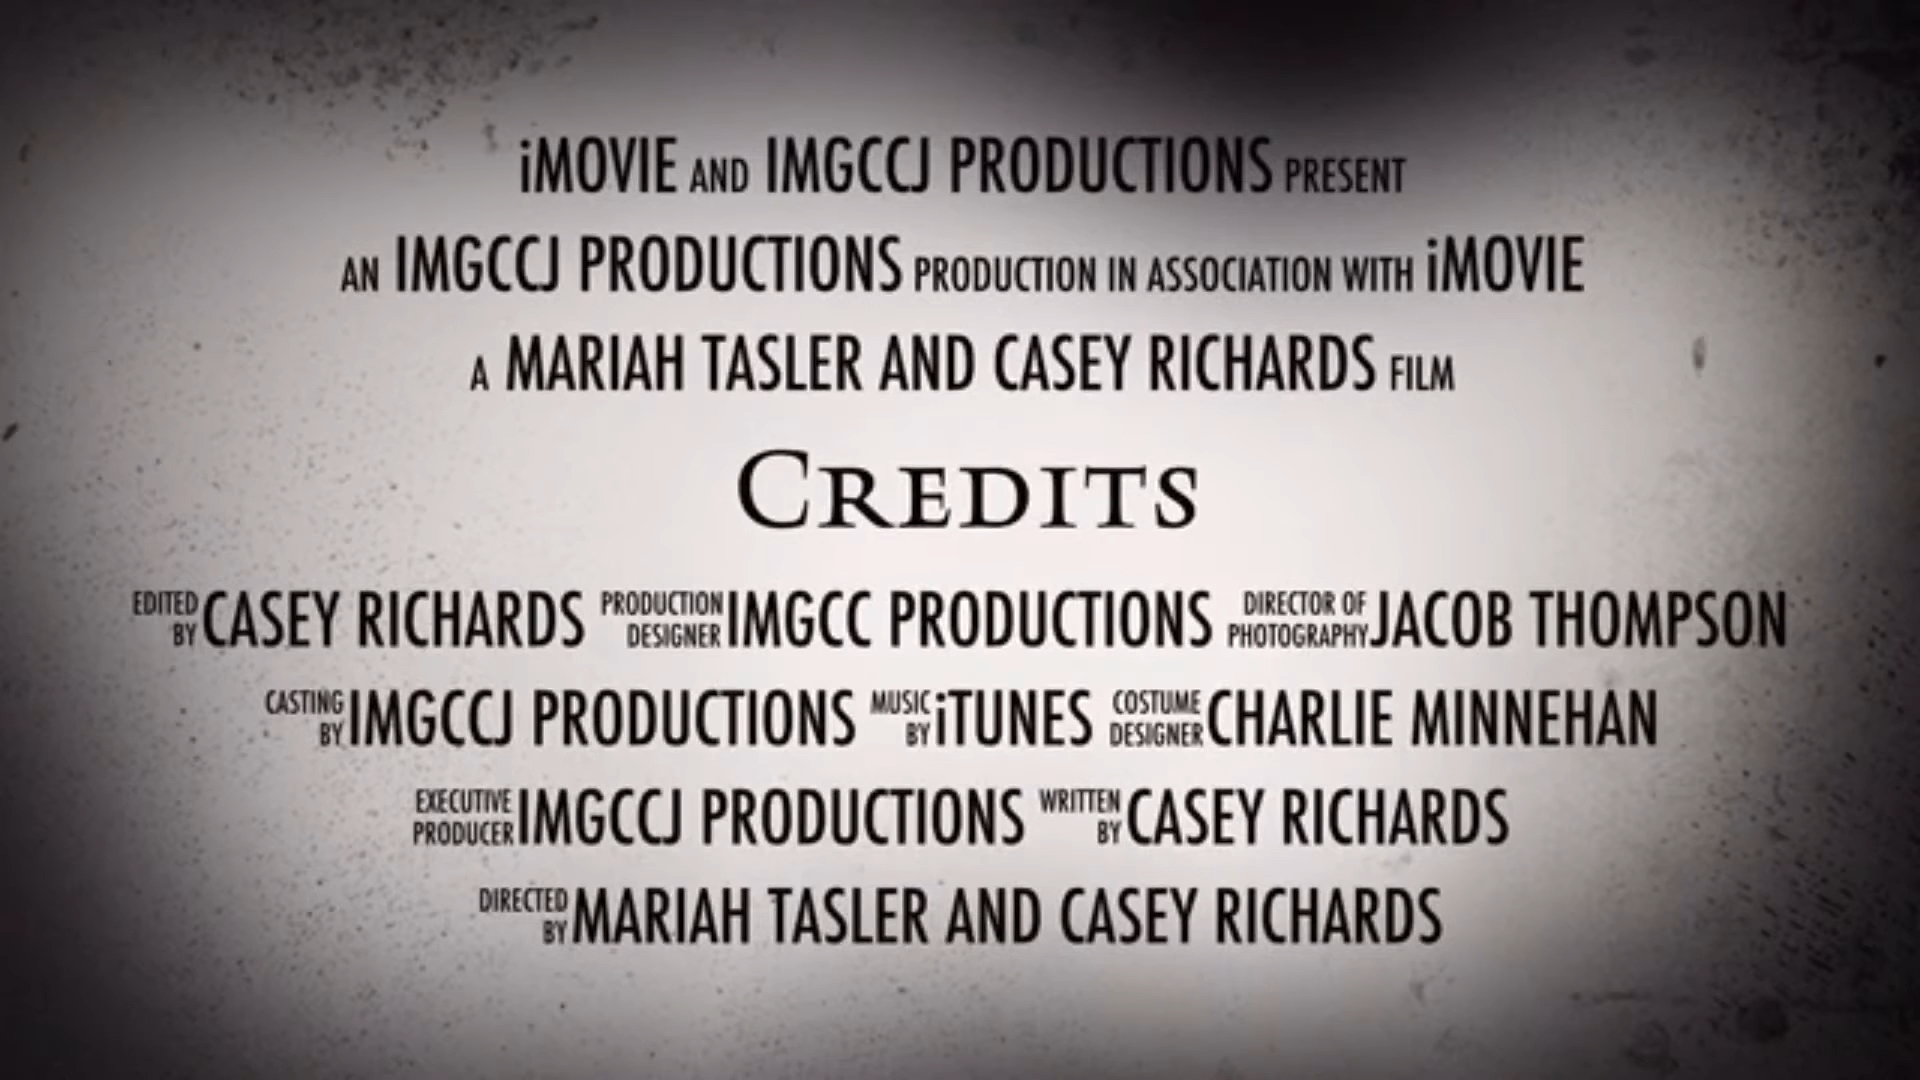 iMOVIE AND IMGCCJ PRODUCTIONS PRESENT
AN IMGCCJ PRODUCTIONS PRODUCTION IN ASSOCIATION WITH iMOVIE
A MARIAH TASLER AND CASEY RICHARDS FILM
CREDITS
EDITED BY CASEY RICHARDS PRODUCTION DESIGNER IMGCC PRODUCTIONS DIRECTOR OF PHOTOGRAPHY JACOB THOMPSON
CASTING BY IMGCCJ PRODUCTIONS MUSIC BY iTUNES COSTUME DESIGNER CHARLIE MINNEHAN
EXECUTIVE PRODUCER IMGCCJ PRODUCTIONS WRITTEN BY CASEY RICHARDS
DIRECTED BY MARIAH TASLER AND CASEY RICHARDS